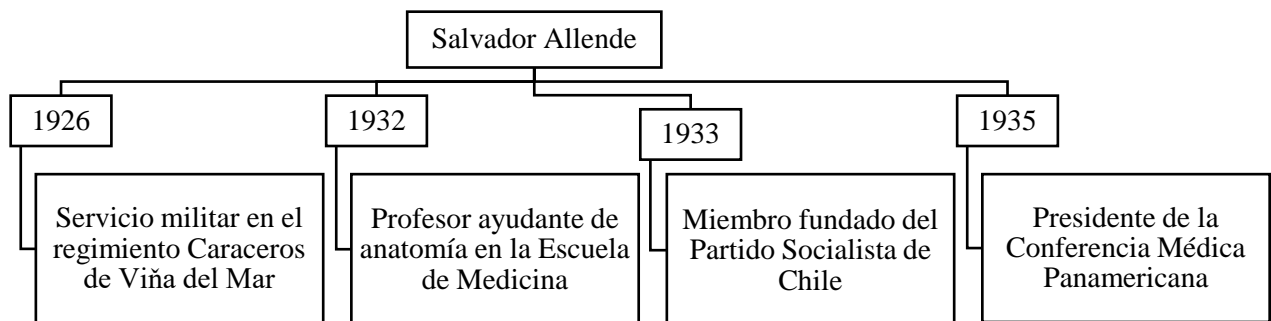 Salvador Allende
1926
1932
1933
1935
Servicio militar en el
regimiento Caraceros
de Viňa del Mar
Profesor ayudante de
anatomía en la Escuela
de Medicina
Miembro fundado del
Partido Socialista de
Chile
Presidente de la
Conferencia Médica
Panamericana